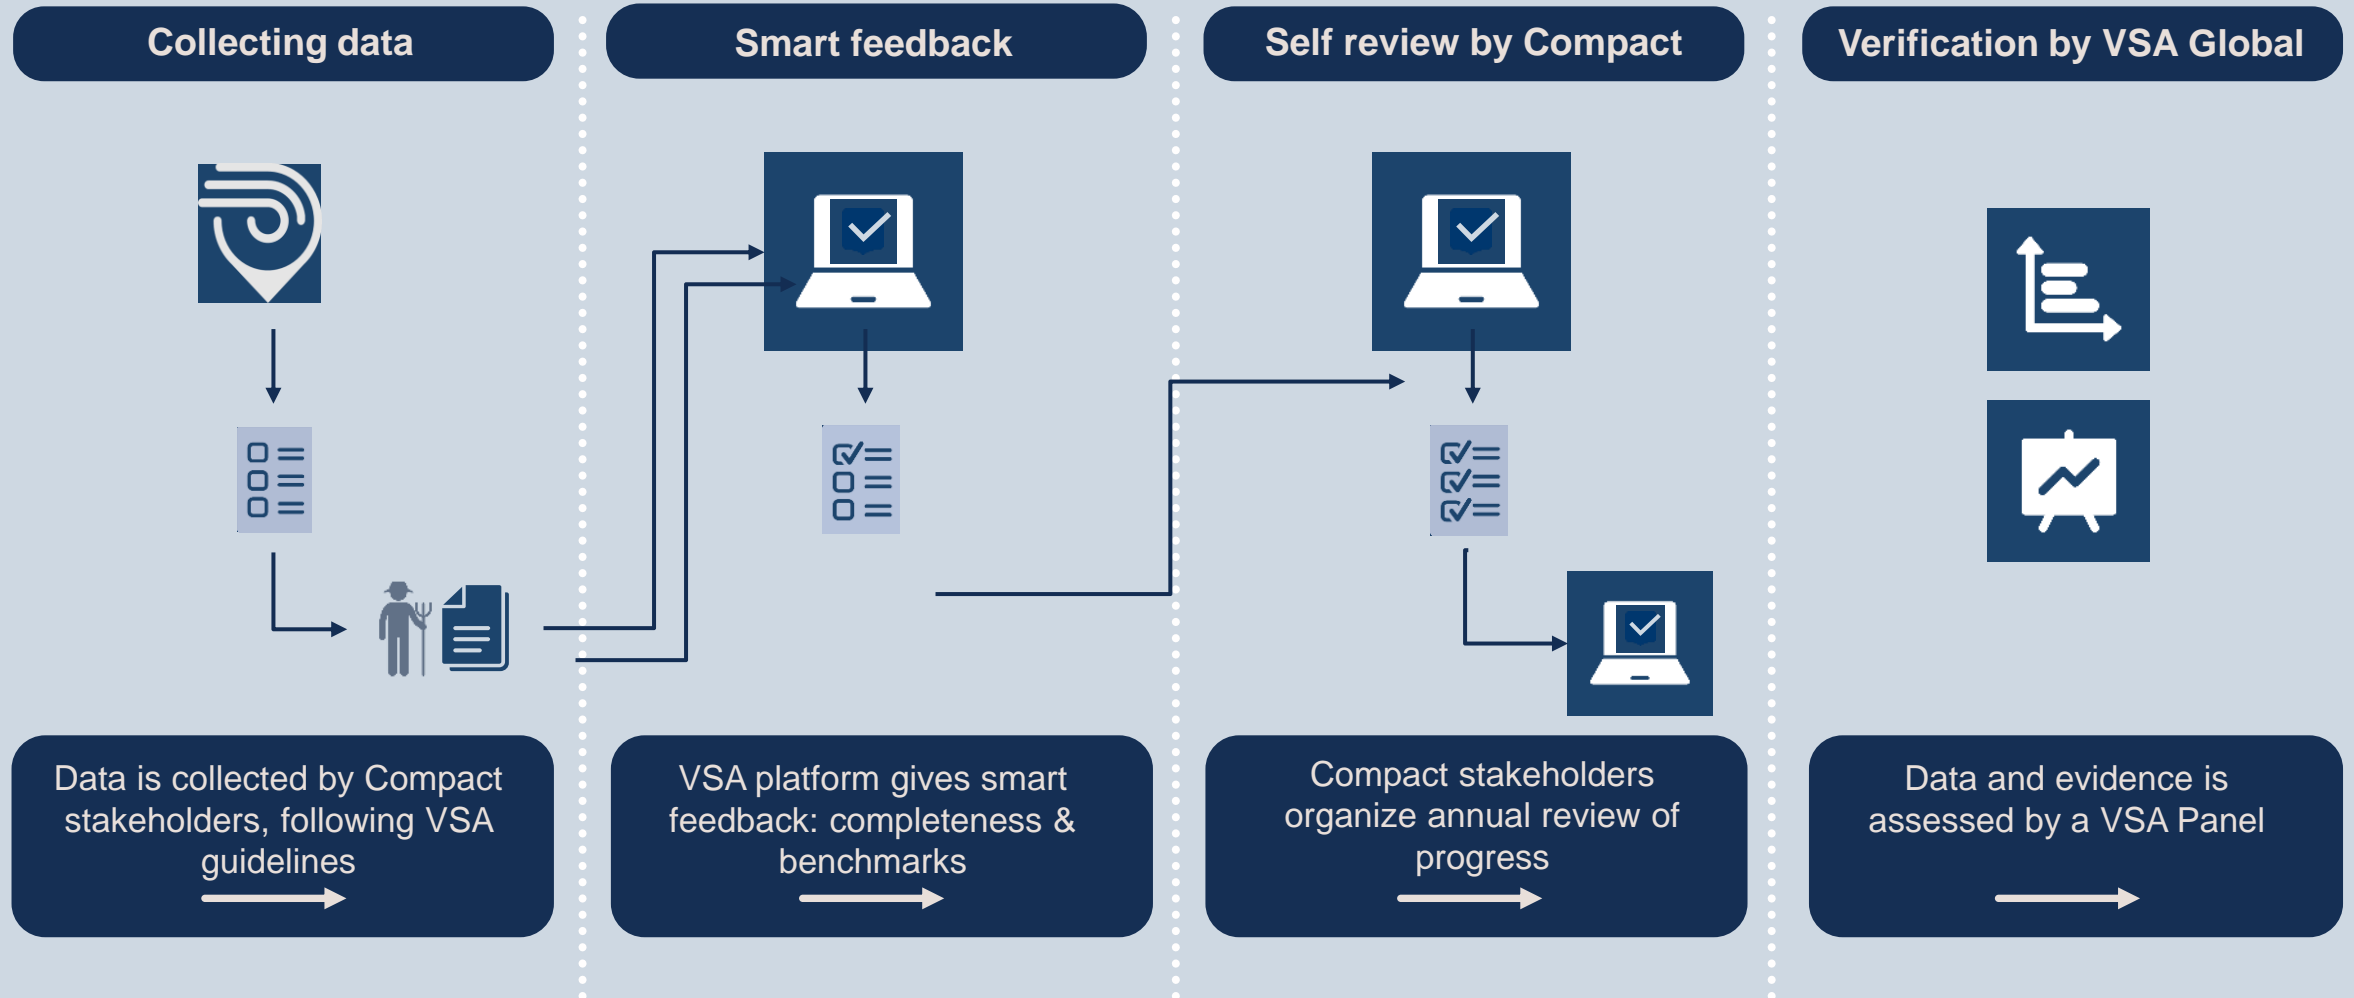 Collecting data
Smart feedback
Self review by Compact
Verification by VSA Global
Data is collected by Compact
stakeholders, following VSA
guidelines
VSA platform gives smart
feedback: completeness &
benchmarks
Compact stakeholders
organize annual review of
progress
Data and evidence is
assessed by a VSA Panel